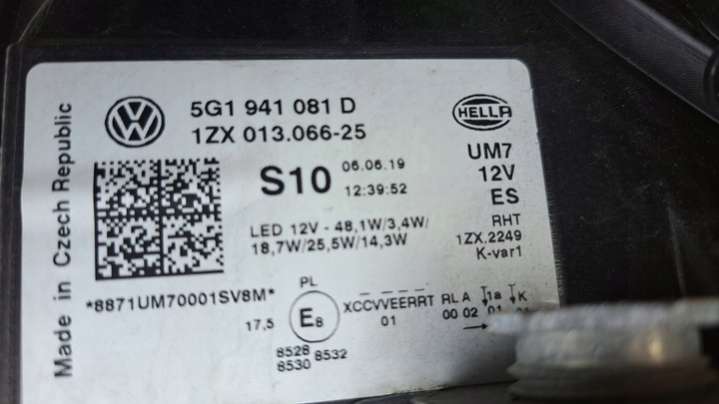 Made in Czech Republic
5G1 941 081 D
1ZX 013.066-25
HELLA
S10
06.06.19
12:39:52
UM7
12V
ES
LED 12V - 48,1W/3,4W/
18,7W/25,5W/14,3W
RHT
1ZX.2249
K-var1
*8871UM70001SV8M*
PL
17,5
E8
XCCVVEERRT RL A 1a K
01 00 02 01
8528
8530 8532